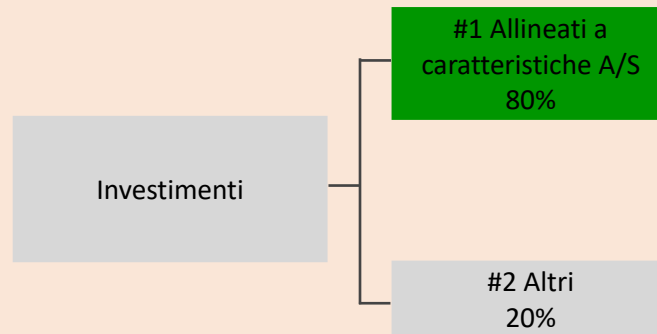 #1 Allineati a
caratteristiche A/S
80%
Investimenti
#2 Altri
20%